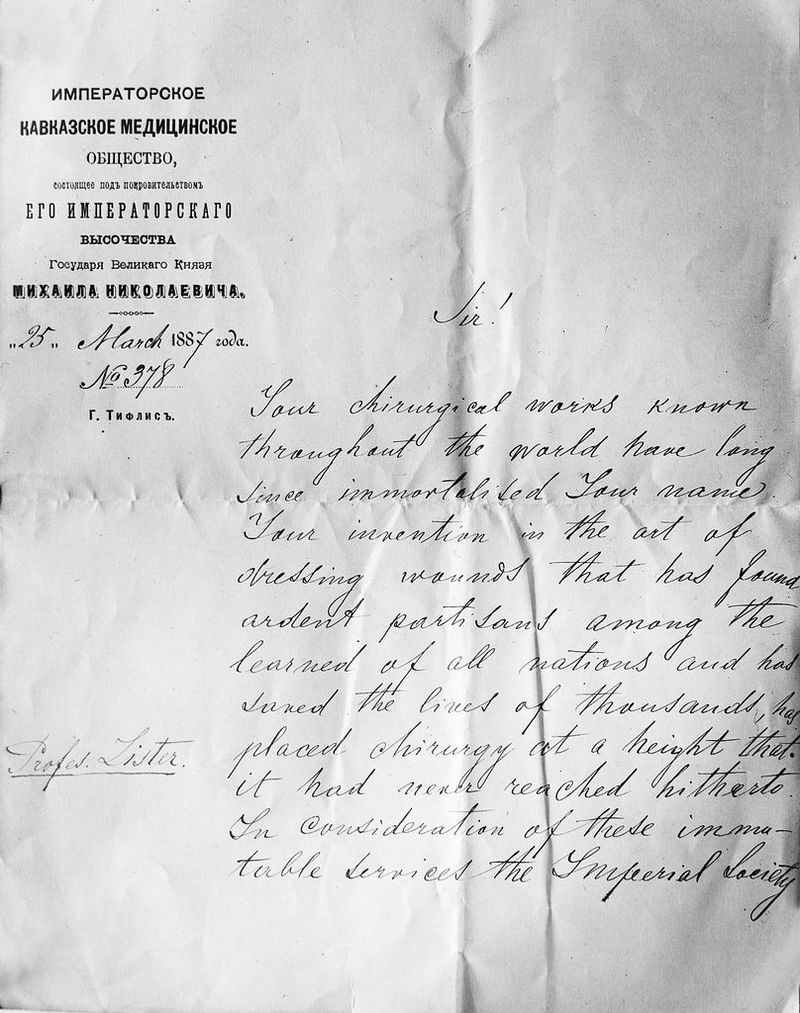 ИМПЕРАТОРСКОЕ
КАВКАЗСКОЕ МЕДИЦИНСКОЕ
ОБЩЕСТВО,
состоящее подъ покровительствомъ
ЕГО ИМПЕРАТОРСКАГО
ВЫСОЧЕСТВА
Государя Великаго Князя
МИХАИЛА НИКОЛАЕВИЧА.
„25„ March 1887 года.
№ 378
Г. Тифлисъ.
Sir!
Your chirurgical works known
throughout the world have long
since immortalised Your name.
Your invention in the art of
dressing wounds that has found
ardent partisans among the
learned of all nations and has
saved the lives of thousands, has
placed chirurgy at a height that
it had never reached hitherto.
In consideration of these immu-
table services the Imperial Society
Profes. Lister.